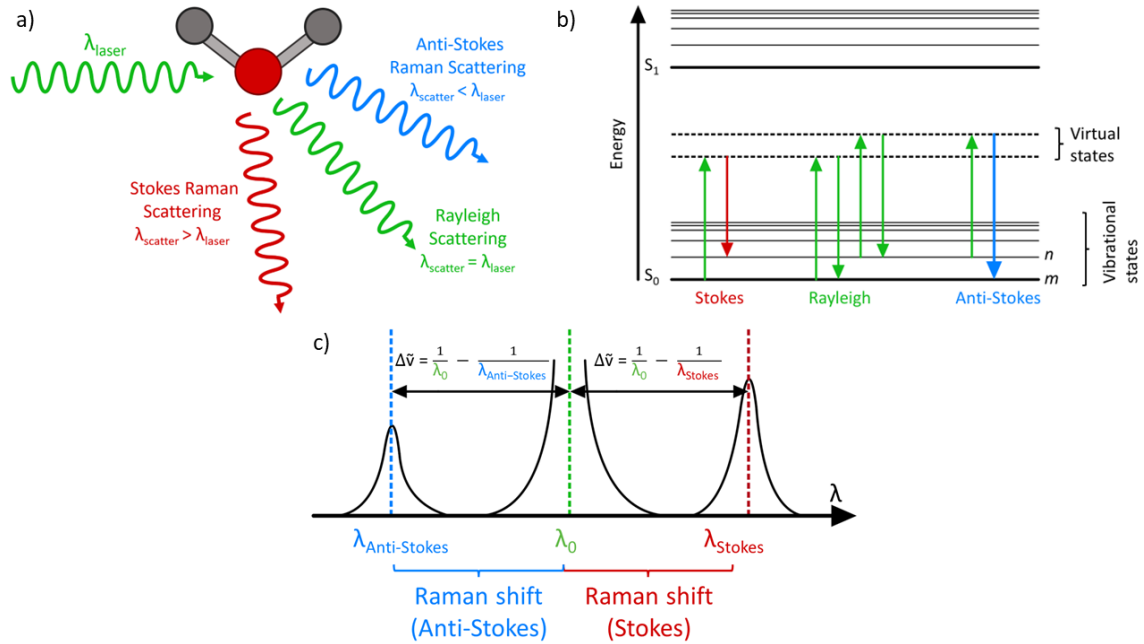 a)
λlaser
Anti-Stokes
Raman Scattering
λscatter < λlaser
Stokes Raman
Scattering
λscatter > λlaser
Rayleigh
Scattering
λscatter = λlaser
b)
Energy
S1
S0
Virtual
states
n
m
Vibrational
states
Stokes
Rayleigh
Anti-Stokes
c)
Δṽ = 1/λ0 − 1/λAnti−Stokes
Δṽ = 1/λ0 − 1/λStokes
λ
λAnti-Stokes
λ0
λStokes
Raman shift
(Anti-Stokes)
Raman shift
(Stokes)